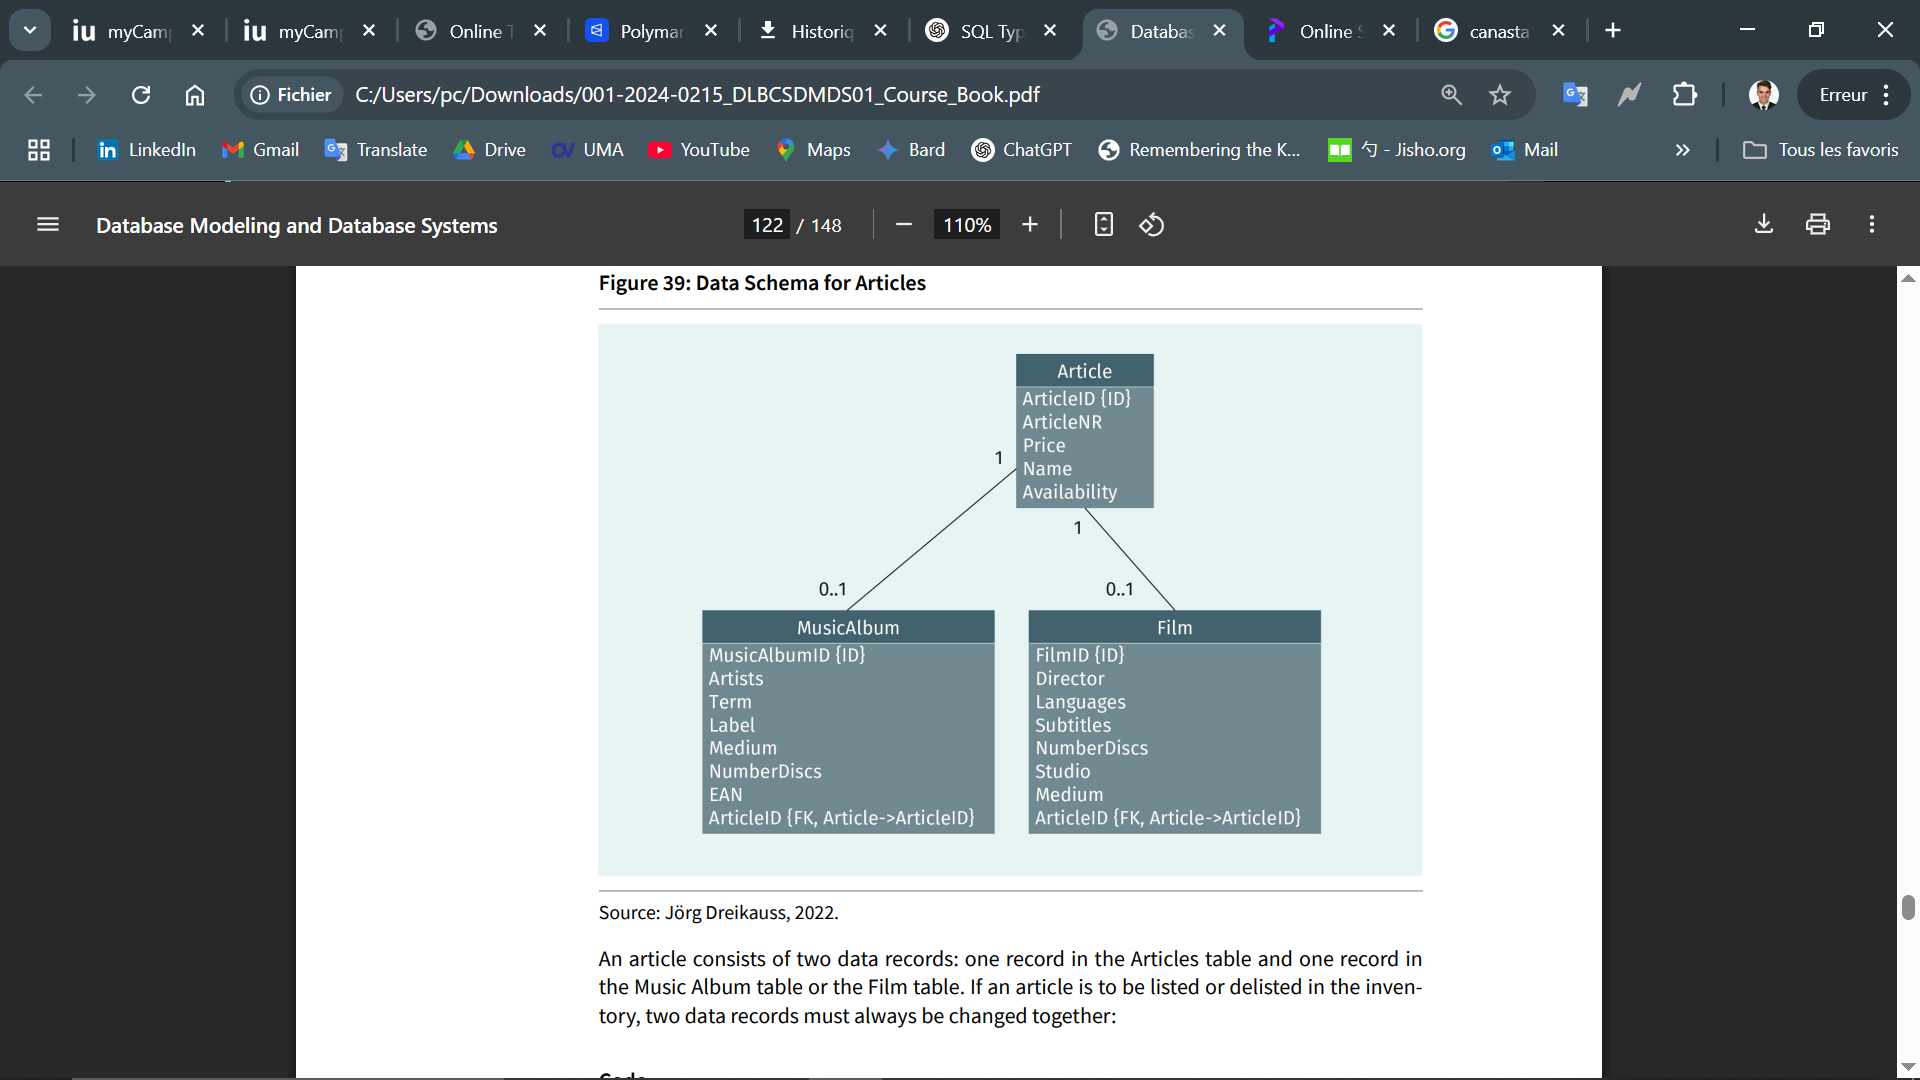 iu myCam
iu myCam
Online T
Polymar
Historiq
SQL Typ
Databas
Online S
canasta
Fichier
C:/Users/pc/Downloads/001-2024-0215_DLBCSDMDS01_Course_Book.pdf
Erreur
LinkedIn
Gmail
Translate
Drive
UMA
YouTube
Maps
Bard
ChatGPT
Remembering the K...
勺 - Jisho.org
Mail
Tous les favoris
Database Modeling and Database Systems
122 / 148
110%
Figure 39: Data Schema for Articles
Article
ArticleID {ID}
ArticleNR
Price
Name
Availability
1
1
0..1
0..1
MusicAlbum
MusicAlbumID {ID}
Artists
Term
Label
Medium
NumberDiscs
EAN
ArticleID {FK, Article->ArticleID}
Film
FilmID {ID}
Director
Languages
Subtitles
NumberDiscs
Studio
Medium
ArticleID {FK, Article->ArticleID}
Source: Jörg Dreikauss, 2022.
An article consists of two data records: one record in the Articles table and one record in
the Music Album table or the Film table. If an article is to be listed or delisted in the inven-
tory, two data records must always be changed together: